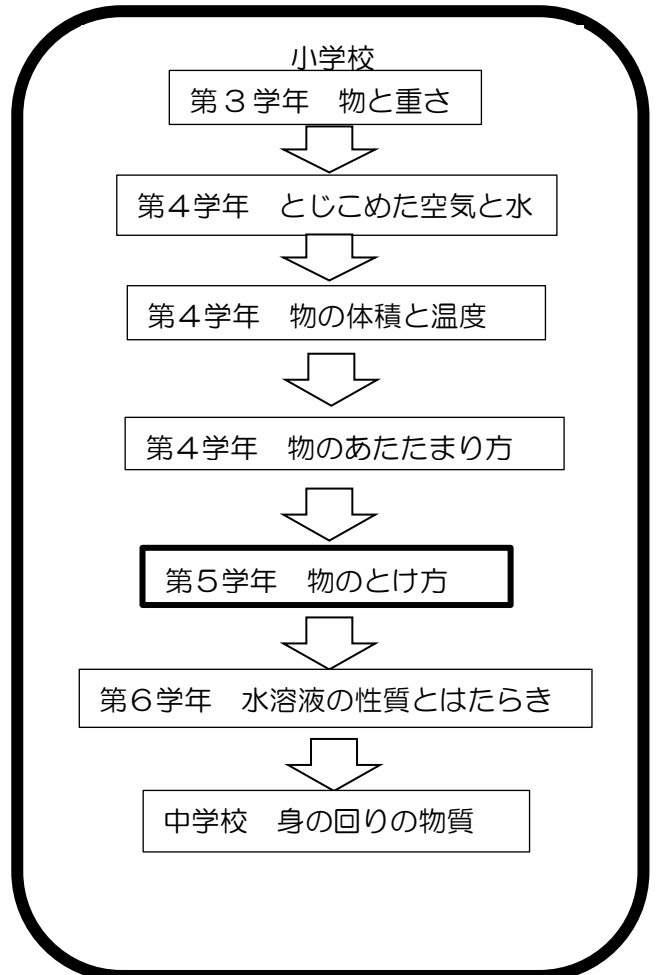 小学校
第３学年　物と重さ
第４学年　とじこめた空気と水
第４学年　物の体積と温度
第４学年　物のあたたまり方
第５学年　物のとけ方
第６学年　水溶液の性質とはたらき
中学校　身の回りの物質